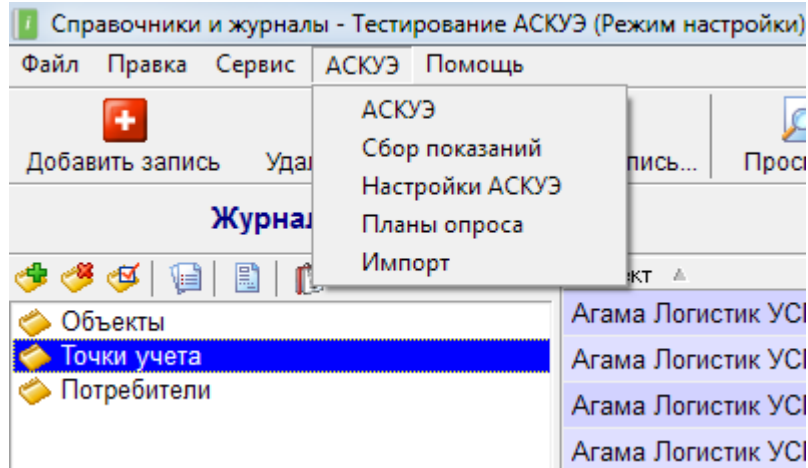 Справочники и журналы - Тестирование АСКУЭ (Режим настройки)
Файл Правка Сервис АСКУЭ Помощь
АСКУЭ
Сбор показаний
Настройки АСКУЭ
Планы опроса
Импорт
Добавить запись
Объекты
Точки учета
Потребители
Агама Логистик
Агама Логистик
Агама Логистик
Агама Логистик